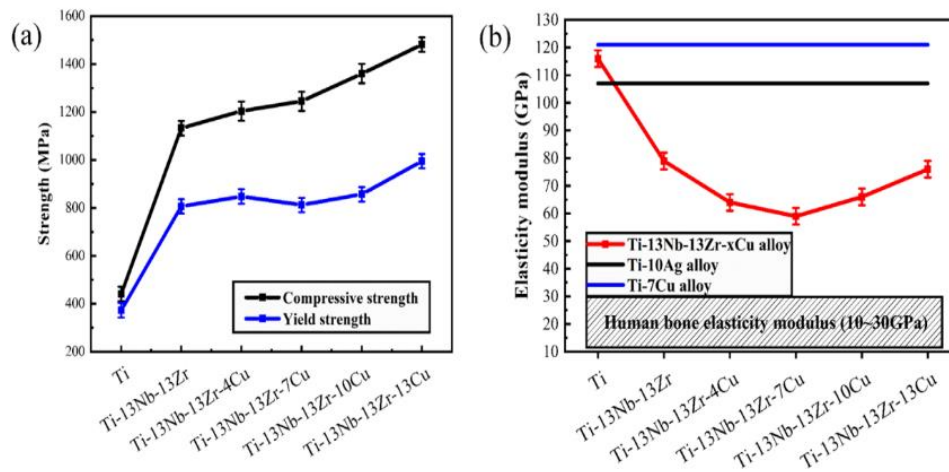 (a)
Strength (MPa)
1600
1400
1200
1000
800
600
400
200
Compressive strength
Yield strength
Ti
Ti-13Nb-13Zr
Ti-13Nb-13Zr-4Cu
Ti-13Nb-13Zr-7Cu
Ti-13Nb-13Zr-10Cu
Ti-13Nb-13Zr-13Cu
(b)
Elasticity modulus (GPa)
130
120
110
100
90
80
70
60
50
40
30
20
10
Ti-13Nb-13Zr-xCu alloy
Ti-10Ag alloy
Ti-7Cu alloy
Human bone elasticity modulus (10~30GPa)
Ti
Ti-13Nb-13Zr
Ti-13Nb-13Zr-4Cu
Ti-13Nb-13Zr-7Cu
Ti-13Nb-13Zr-10Cu
Ti-13Nb-13Zr-13Cu